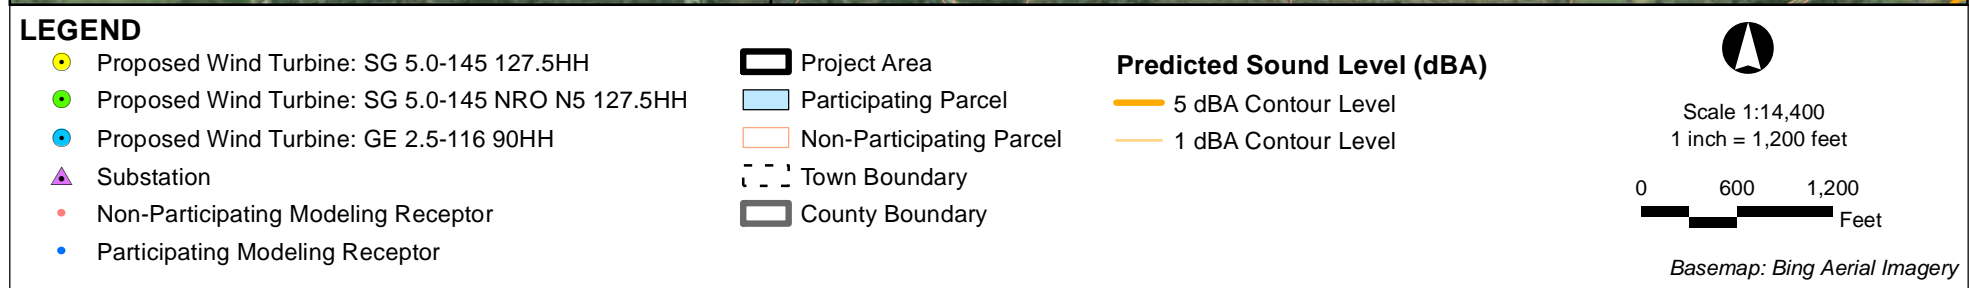 LEGEND
Proposed Wind Turbine: SG 5.0-145 127.5HH
Proposed Wind Turbine: SG 5.0-145 NRO N5 127.5HH
Proposed Wind Turbine: GE 2.5-116 90HH
Substation
Non-Participating Modeling Receptor
Participating Modeling Receptor
Project Area
Participating Parcel
Non-Participating Parcel
Town Boundary
County Boundary
Predicted Sound Level (dBA)
5 dBA Contour Level
1 dBA Contour Level
Scale 1:14,400
1 inch = 1,200 feet
0 600 1,200
Feet
Basemap: Bing Aerial Imagery